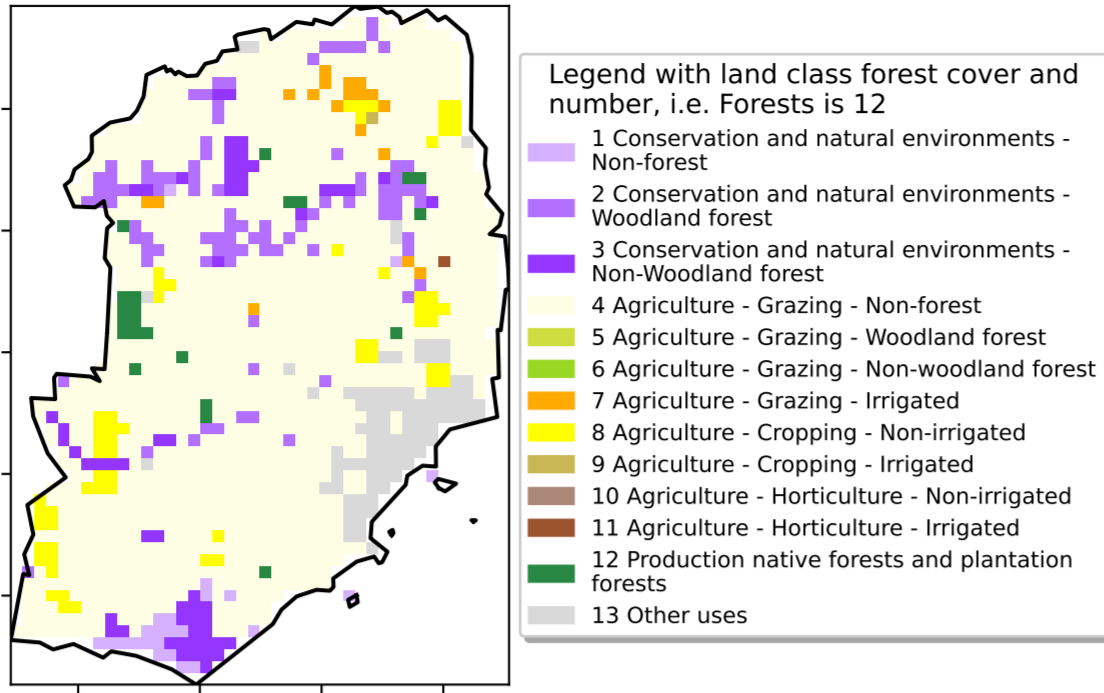 Legend with land class forest cover and
number, i.e. Forests is 12
1 Conservation and natural environments -
Non-forest
2 Conservation and natural environments -
Woodland forest
3 Conservation and natural environments -
Non-Woodland forest
4 Agriculture - Grazing - Non-forest
5 Agriculture - Grazing - Woodland forest
6 Agriculture - Grazing - Non-woodland forest
7 Agriculture - Grazing - Irrigated
8 Agriculture - Cropping - Non-irrigated
9 Agriculture - Cropping - Irrigated
10 Agriculture - Horticulture - Non-irrigated
11 Agriculture - Horticulture - Irrigated
12 Production native forests and plantation
forests
13 Other uses